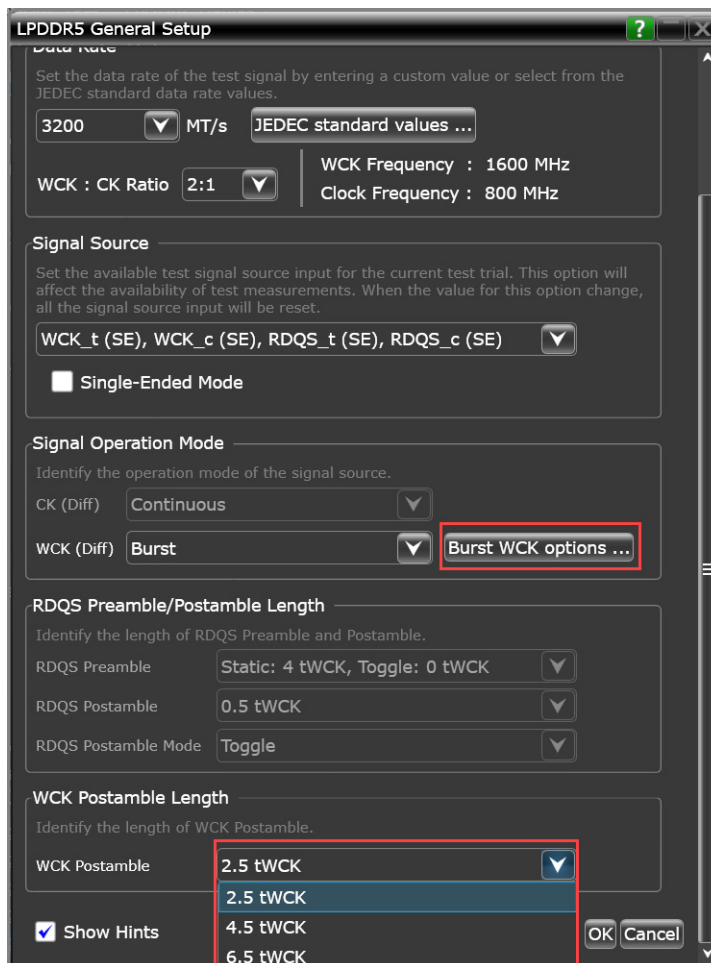 LPDDR5 General Setup
?
Data Rate
Set the data rate of the test signal by entering a custom value or select from the
JEDEC standard data rate values.
3200 MT/s JEDEC standard values ...
WCK : CK Ratio 2:1
WCK Frequency : 1600 MHz
Clock Frequency : 800 MHz
Signal Source
Set the available test signal source input for the current test trial. This option will
affect the availability of test measurements. When the value for this option change,
all the signal source input will be reset.
WCK_t (SE), WCK_c (SE), RDQS_t (SE), RDQS_c (SE)
Single-Ended Mode
Signal Operation Mode
Identify the operation mode of the signal source.
CK (Diff) Continuous
WCK (Diff) Burst Burst WCK options ...
RDQS Preamble/Postamble Length
Identify the length of RDQS Preamble and Postamble.
RDQS Preamble Static: 4 tWCK, Toggle: 0 tWCK
RDQS Postamble 0.5 tWCK
RDQS Postamble Mode Toggle
WCK Postamble Length
Identify the length of WCK Postamble.
WCK Postamble 2.5 tWCK
2.5 tWCK
4.5 tWCK
6.5 tWCK
Show Hints OK Cancel